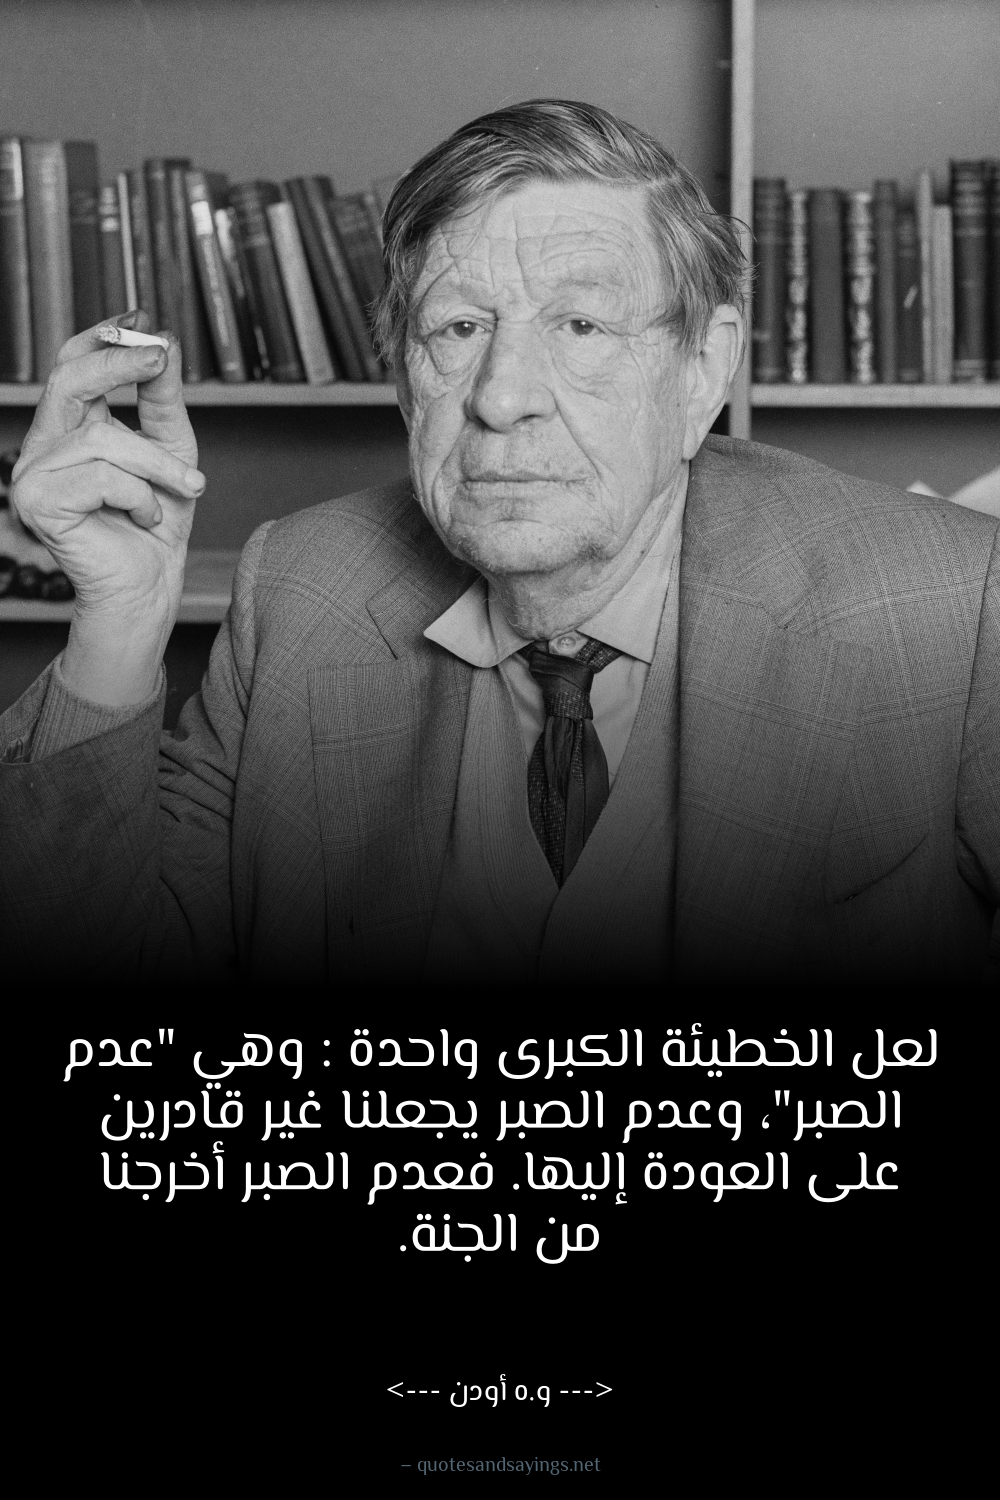 لعل الخطيئة الكبرى واحدة : وهي "عدم
الصبر"، وعدم الصبر يجعلنا غير قادرين
على العودة إليها. فعدم الصبر أخرجنا
من الجنة.
<--- و.ه أودن --->
– quotesandsayings.net